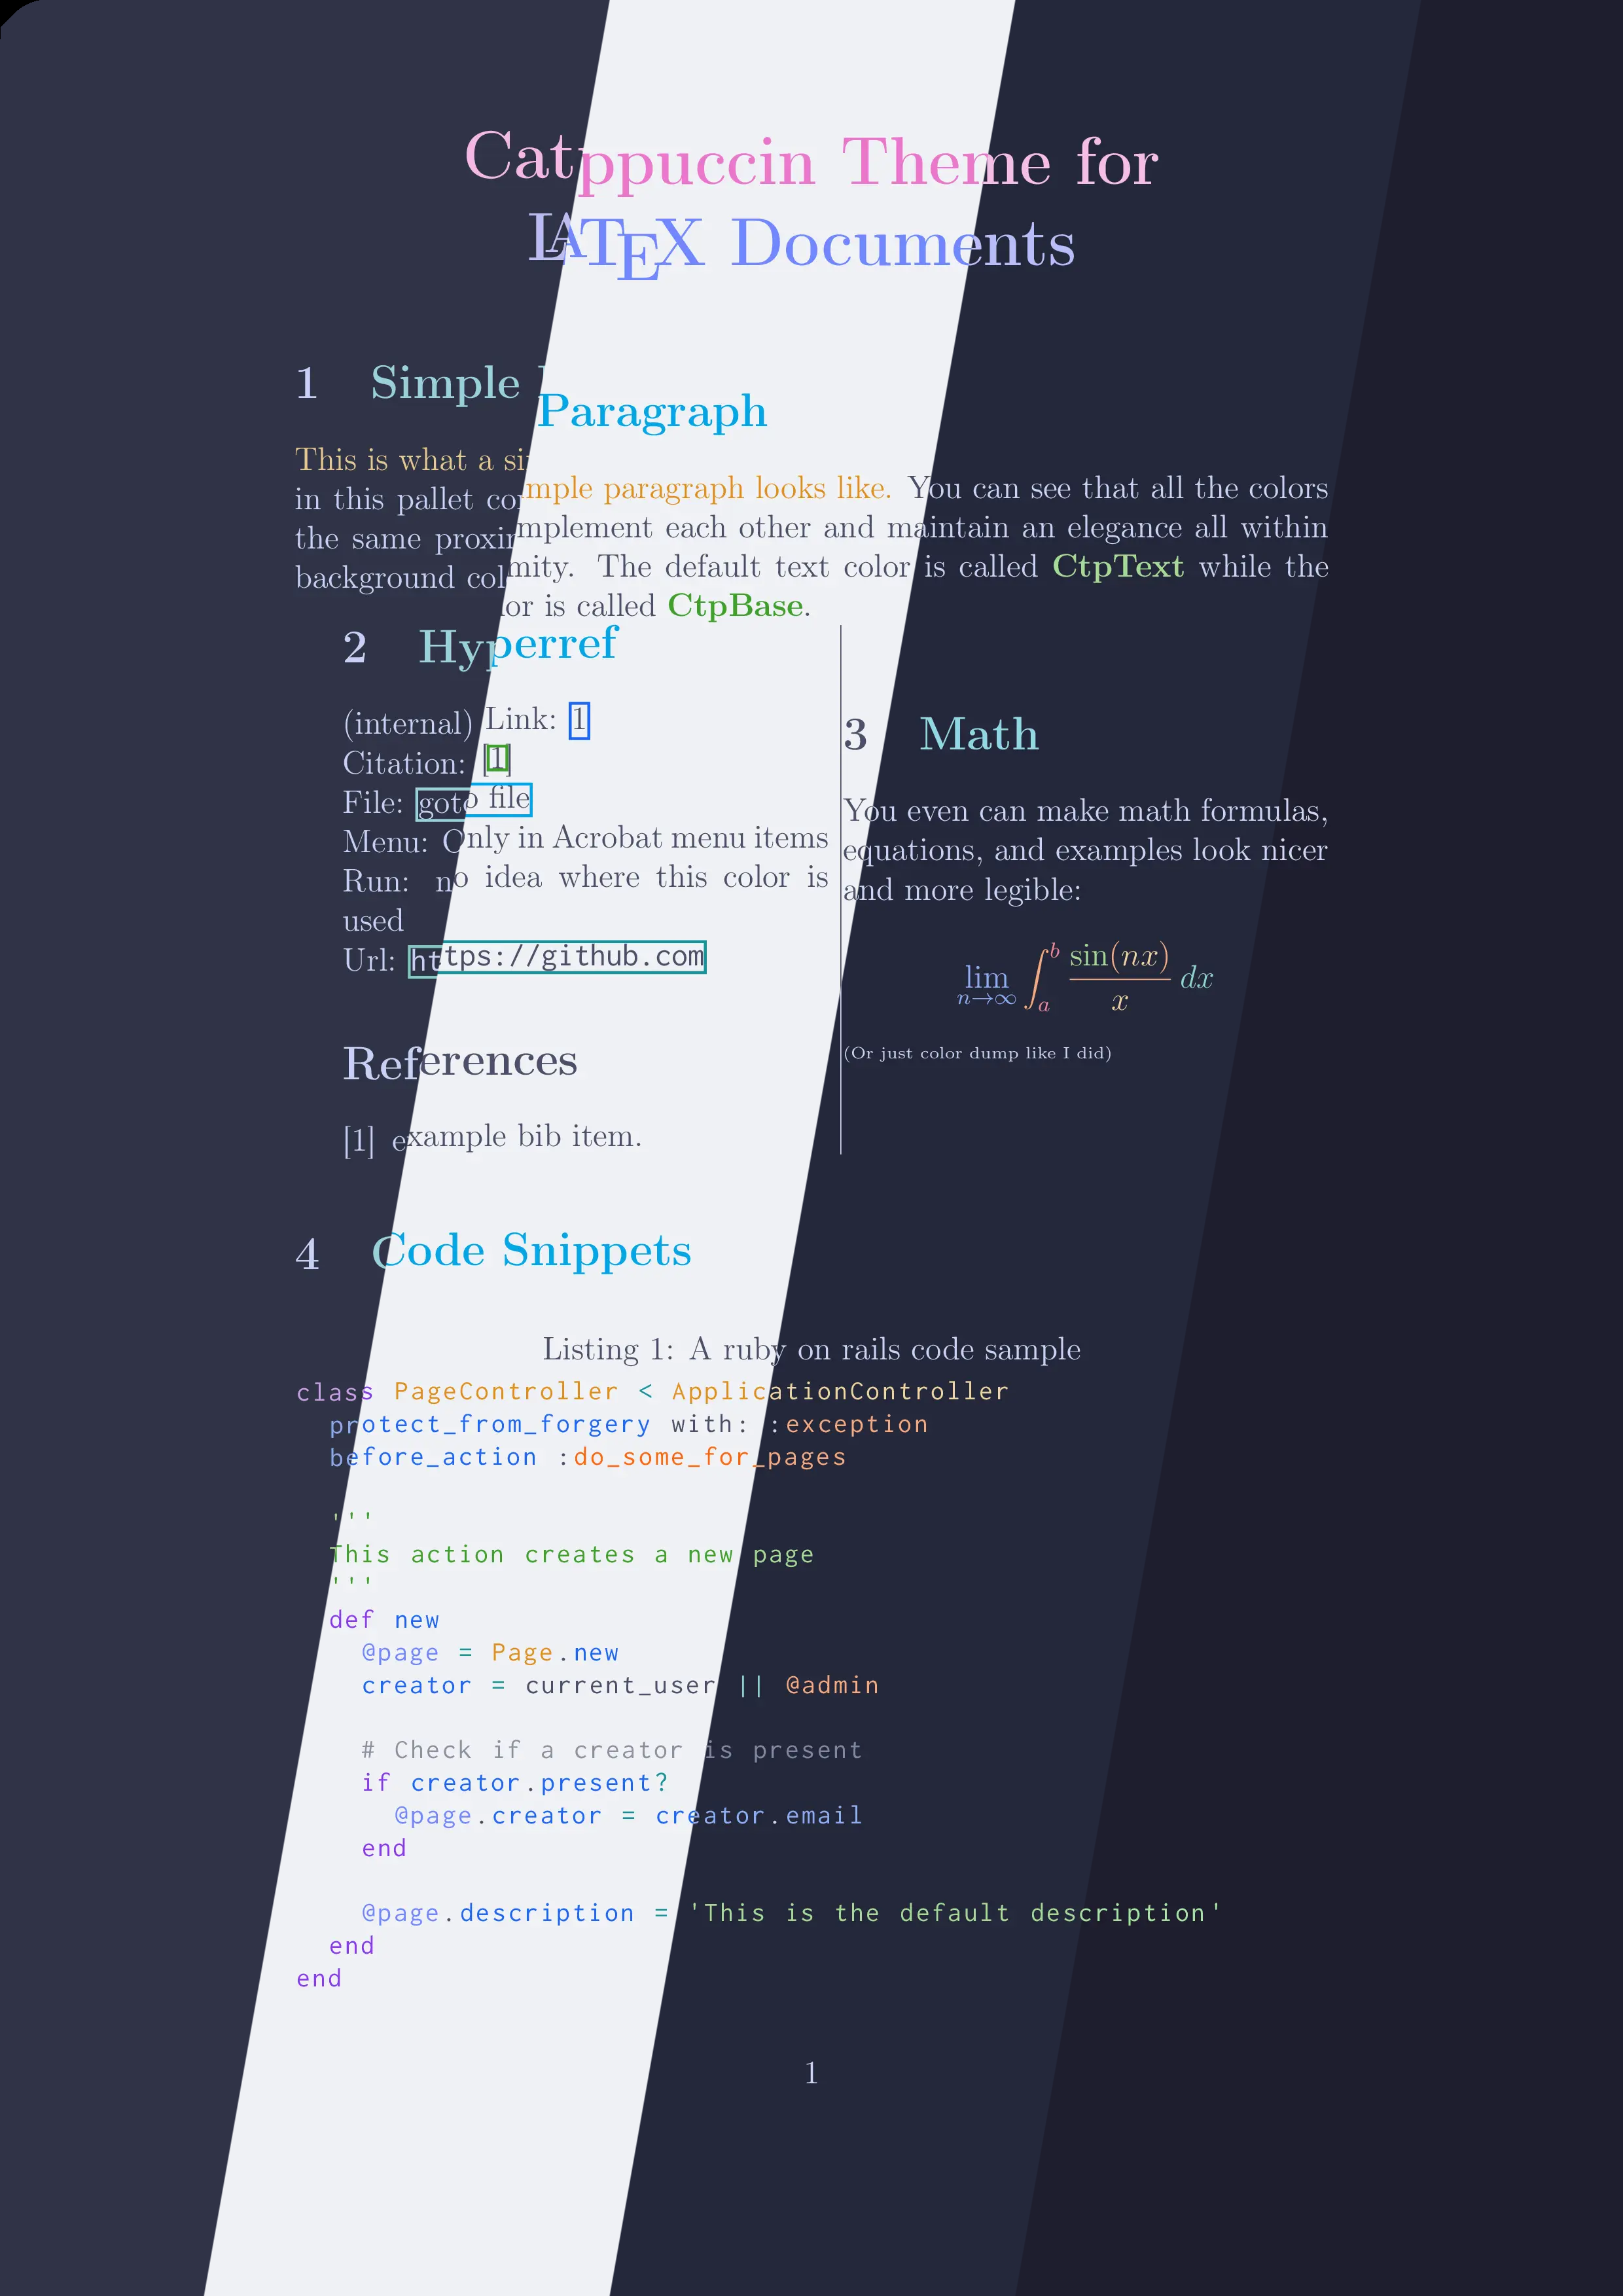 Catppuccin Theme for
LATEX Documents
1 Simple Paragraph
This is what a simple paragraph looks like. You can see that all the colors
in this pallet complement each other and maintain an elegance all within
the same proximity. The default text color is called CtpText while the
background color is called CtpBase.
2 Hyperref
(internal) Link: 1
Citation: [1]
File: goto file
Menu: Only in Acrobat menu items
Run: no idea where this color is
used
Url: https://github.com
References
[1] example bib item.
3 Math
You even can make math formulas,
equations, and examples look nicer
and more legible:
lim n→∞ ∫_a^b sin(nx)/x dx
(Or just color dump like I did)
4 Code Snippets
Listing 1: A ruby on rails code sample
class PageController < ApplicationController
protect_from_forgery with: :exception
before_action :do_some_for_pages
'''
This action creates a new page
'''
def new
@page = Page.new
creator = current_user || @admin
# Check if a creator is present
if creator.present?
@page.creator = creator.email
end
@page.description = 'This is the default description'
end
end
1